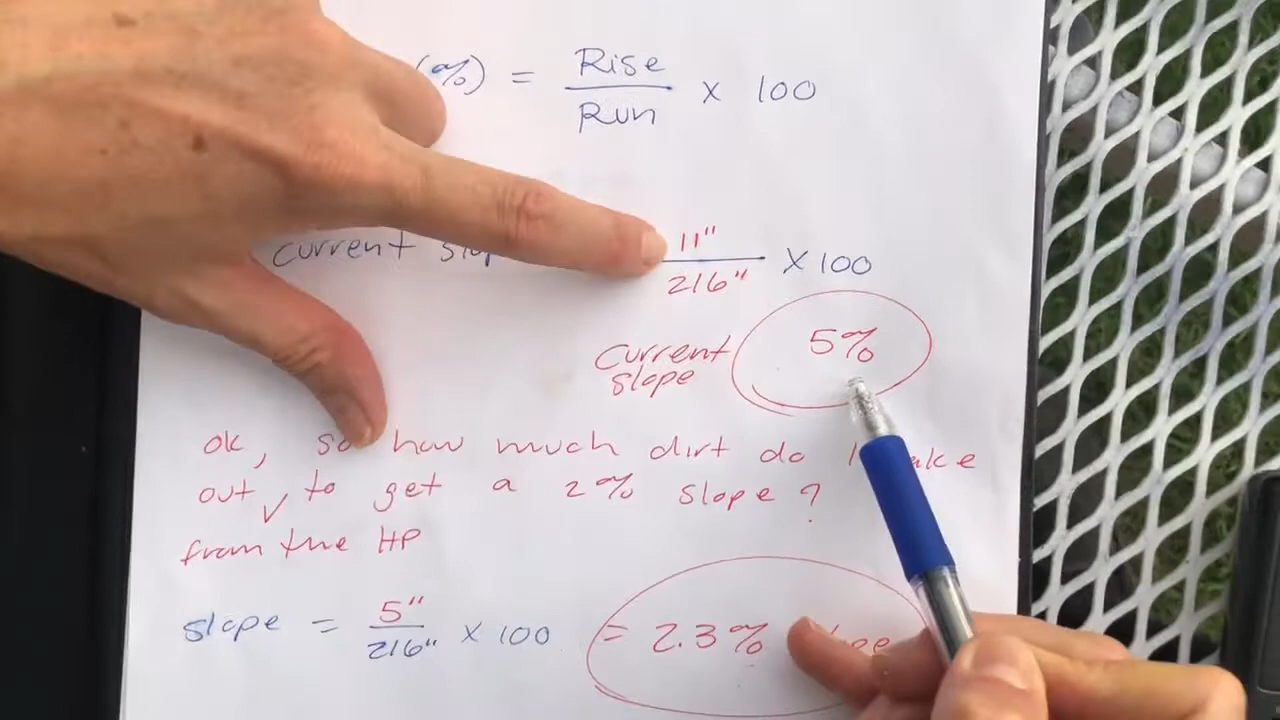 (%) = Rise / Run x 100
current 11" / 216" x 100
current slope 5%
ok, so how much dirt do I
out, to get a 2% slope?
from the HP
slope = 5" / 216" x 100 = 2.3%